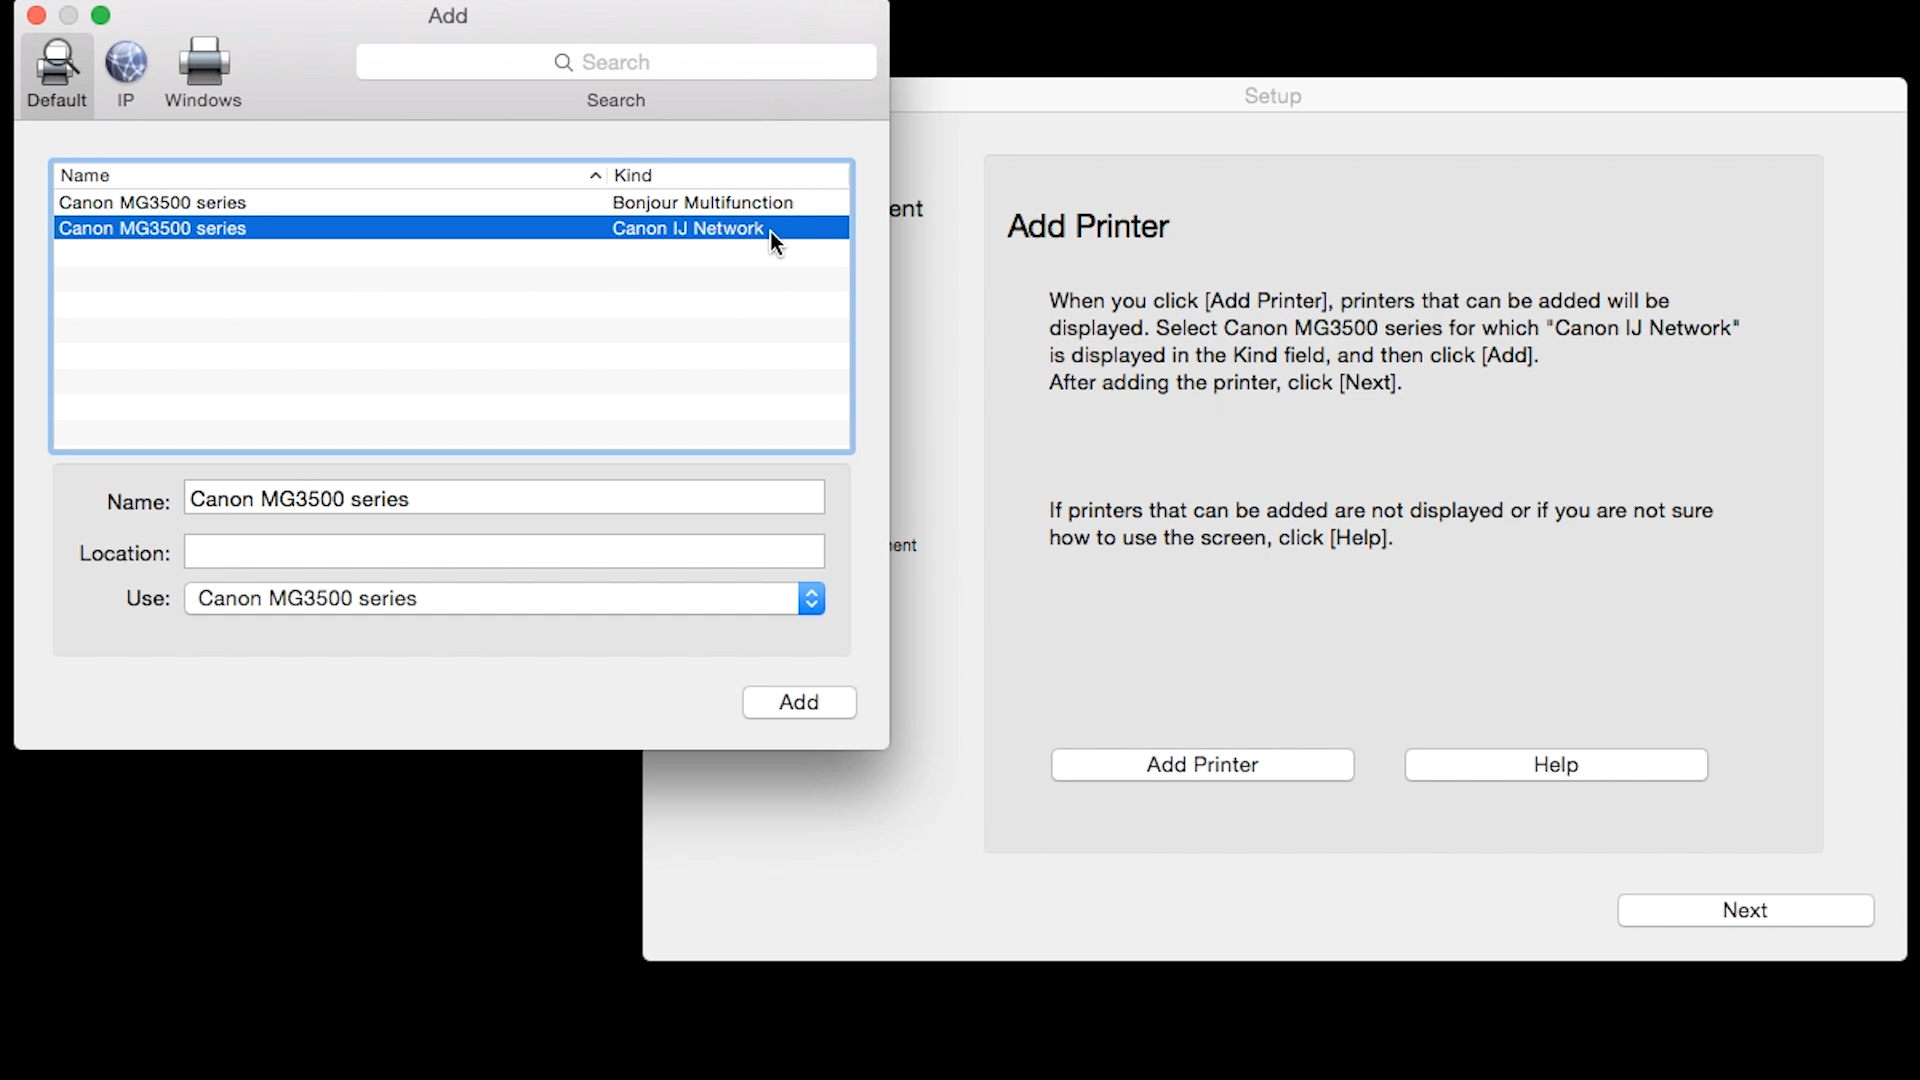 Add
Default
IP
Windows
Search
Search
Name
Kind
Canon MG3500 series
Bonjour Multifunction
Canon MG3500 series
Canon IJ Network
Name: Canon MG3500 series
Location:
Use: Canon MG3500 series
Add
Setup
ent
ent
Add Printer
When you click [Add Printer], printers that can be added will be
displayed. Select Canon MG3500 series for which "Canon IJ Network"
is displayed in the Kind field, and then click [Add].
After adding the printer, click [Next].
If printers that can be added are not displayed or if you are not sure
how to use the screen, click [Help].
Add Printer
Help
Next